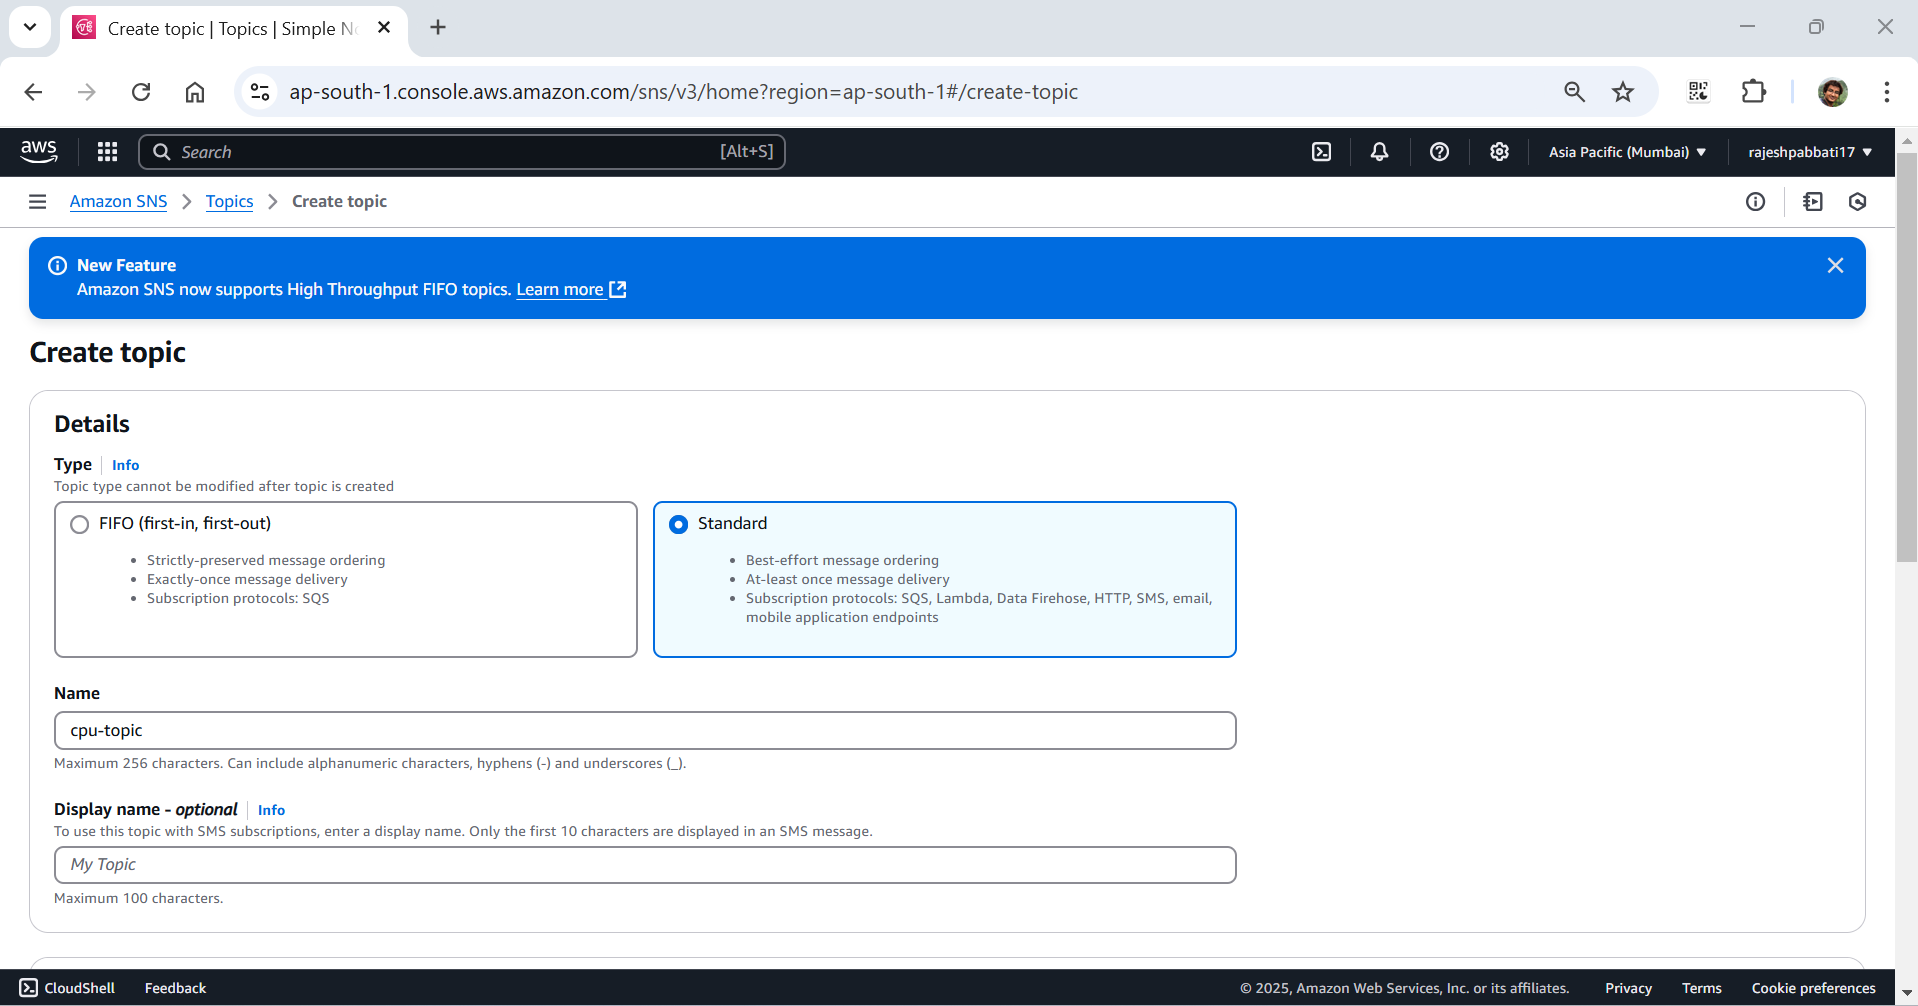 Create topic | Topics | Simple No
ap-south-1.console.aws.amazon.com/sns/v3/home?region=ap-south-1#/create-topic
aws
Search
[Alt+S]
Asia Pacific (Mumbai)
rajeshpabbati17
Amazon SNS
Topics
Create topic
New Feature
Amazon SNS now supports High Throughput FIFO topics. Learn more
Create topic
Details
Type
Info
Topic type cannot be modified after topic is created
FIFO (first-in, first-out)
• Strictly-preserved message ordering
• Exactly-once message delivery
• Subscription protocols: SQS
Standard
• Best-effort message ordering
• At-least once message delivery
• Subscription protocols: SQS, Lambda, Data Firehose, HTTP, SMS, email,
mobile application endpoints
Name
cpu-topic
Maximum 256 characters. Can include alphanumeric characters, hyphens (-) and underscores (_).
Display name - optional
Info
To use this topic with SMS subscriptions, enter a display name. Only the first 10 characters are displayed in an SMS message.
My Topic
Maximum 100 characters.
CloudShell
Feedback
© 2025, Amazon Web Services, Inc. or its affiliates.
Privacy
Terms
Cookie preferences